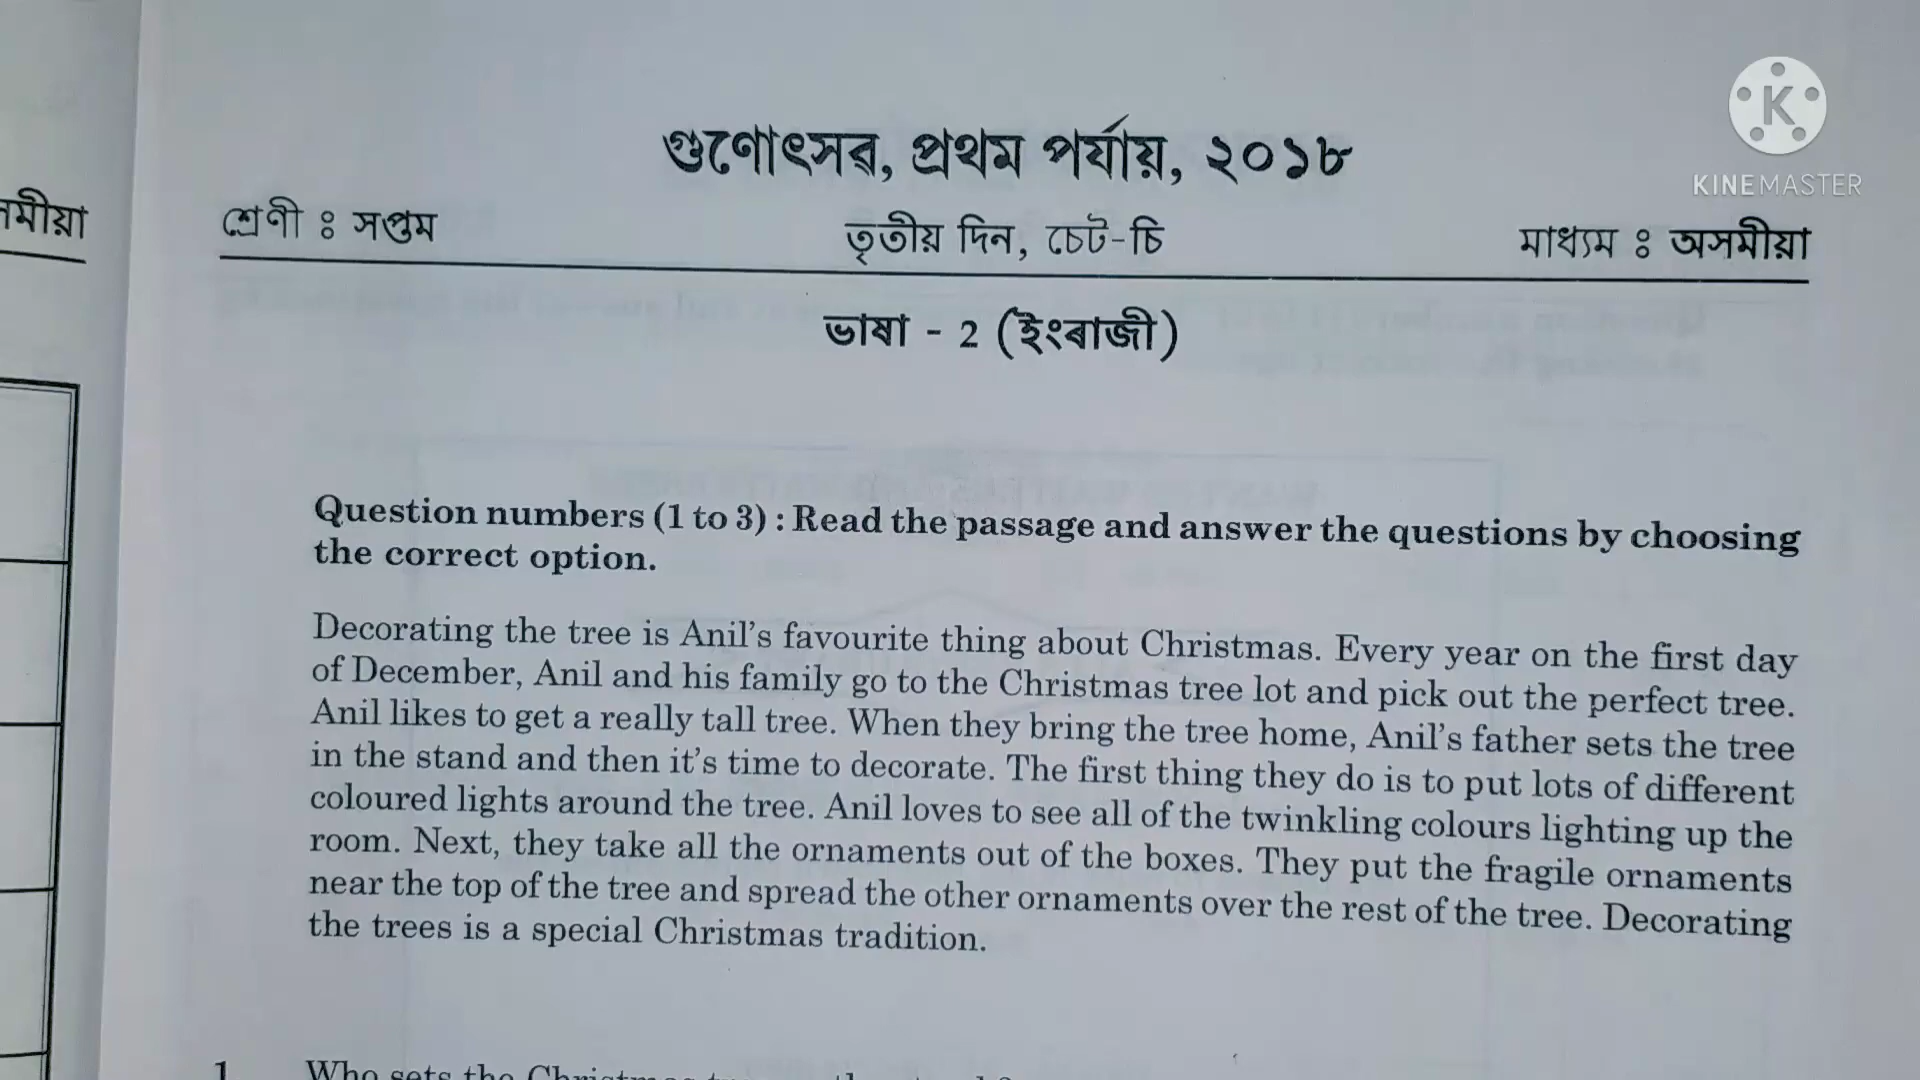 K
KINEMASTER
গুণোৎসৱ, প্ৰথম পৰ্যায়, ২০১৮
শ্ৰেণী ঃ সপ্তম তৃতীয় দিন, চেট-চি মাধ্যম ঃ অসমীয়া
ভাষা - 2 (ইংৰাজী)
Question numbers (1 to 3) : Read the passage and answer the questions by choosing
the correct option.
Decorating the tree is Anil's favourite thing about Christmas. Every year on the first day
of December, Anil and his family go to the Christmas tree lot and pick out the perfect tree.
Anil likes to get a really tall tree. When they bring the tree home, Anil's father sets the tree
in the stand and then it's time to decorate. The first thing they do is to put lots of different
coloured lights around the tree. Anil loves to see all of the twinkling colours lighting up the
room. Next, they take all the ornaments out of the boxes. They put the fragile ornaments
near the top of the tree and spread the other ornaments over the rest of the tree. Decorating
the trees is a special Christmas tradition.
1 Who sets the Christmas